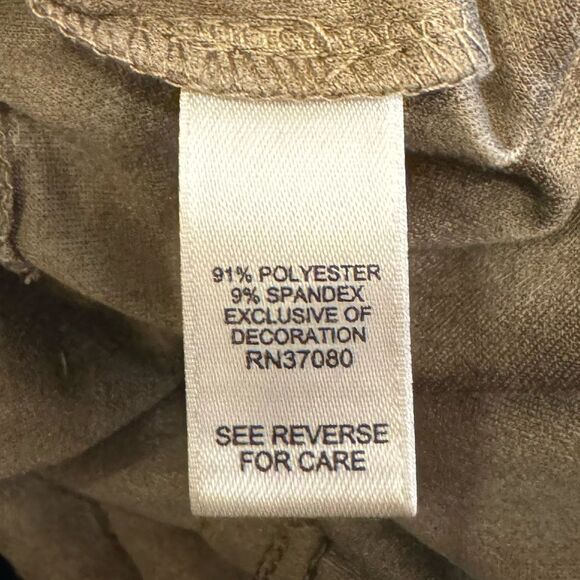 91% POLYESTER
9% SPANDEX
EXCLUSIVE OF
DECORATION
RN37080
SEE REVERSE
FOR CARE